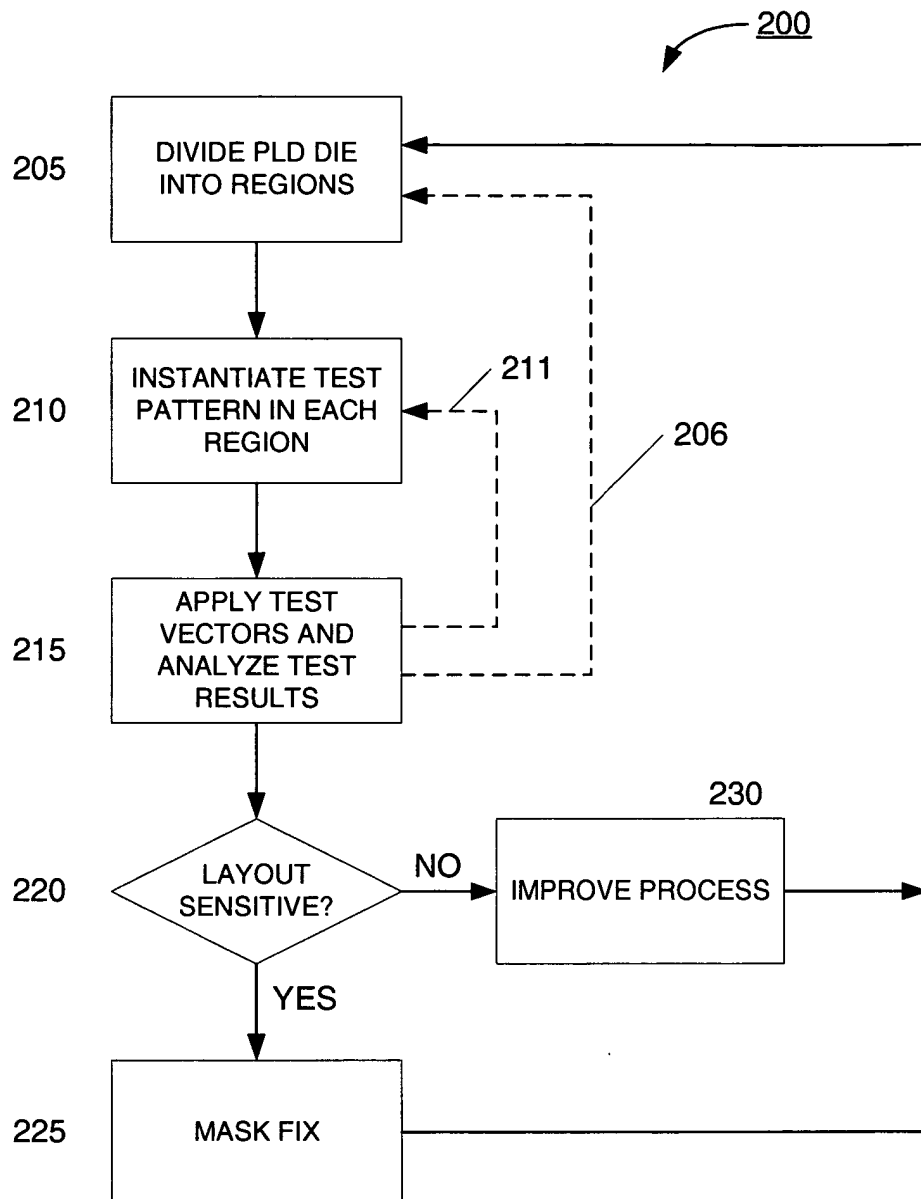 200
205
DIVIDE PLD DIE
INTO REGIONS
210
INSTANTIATE TEST
PATTERN IN EACH
REGION
211
206
215
APPLY TEST
VECTORS AND
ANALYZE TEST
RESULTS
220
LAYOUT
SENSITIVE?
NO
230
IMPROVE PROCESS
YES
225
MASK FIX